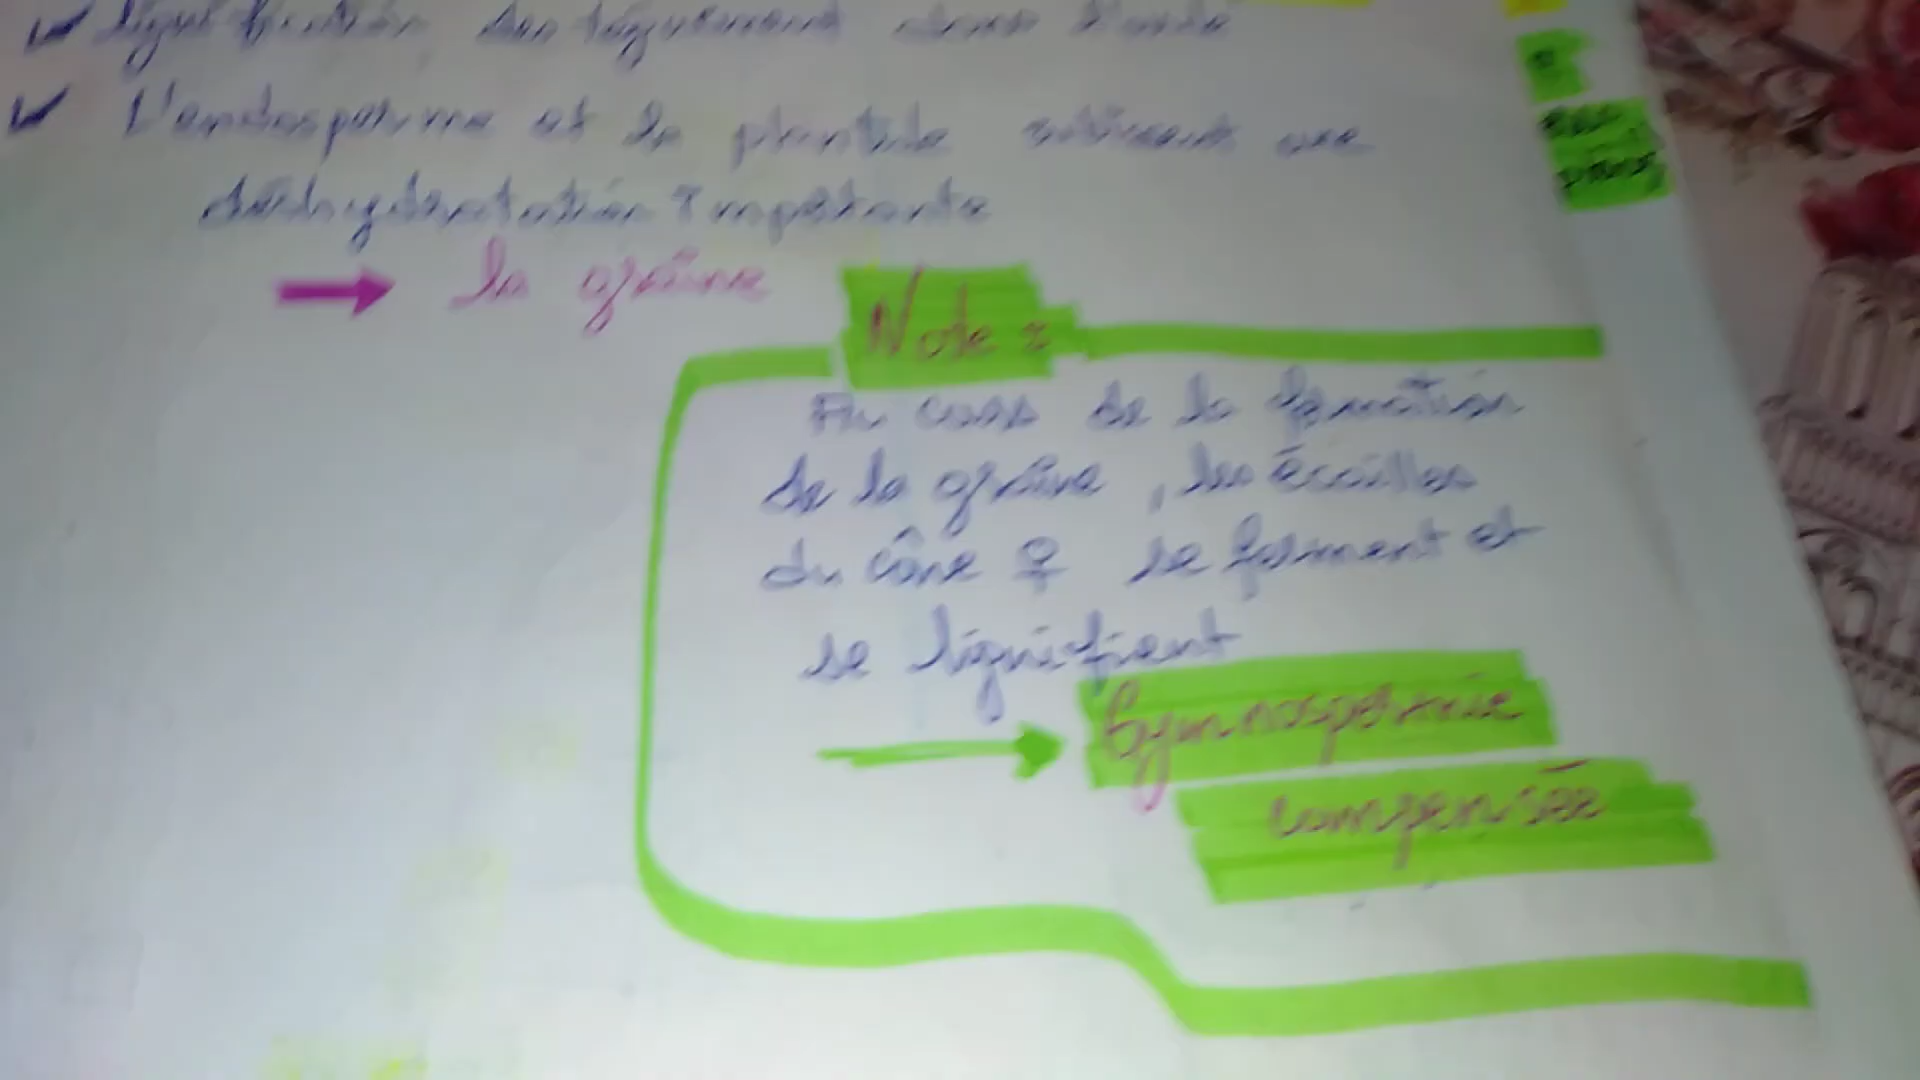 lignification des téguments dans l'ovule
L'endosperme et la plantule subissent une
déshydratation importante
la graine
Note :
Au cours de la formation
de la graine, les écailles
du cône ♀ se forment et
se lignifient
Gymnospermie
compensée